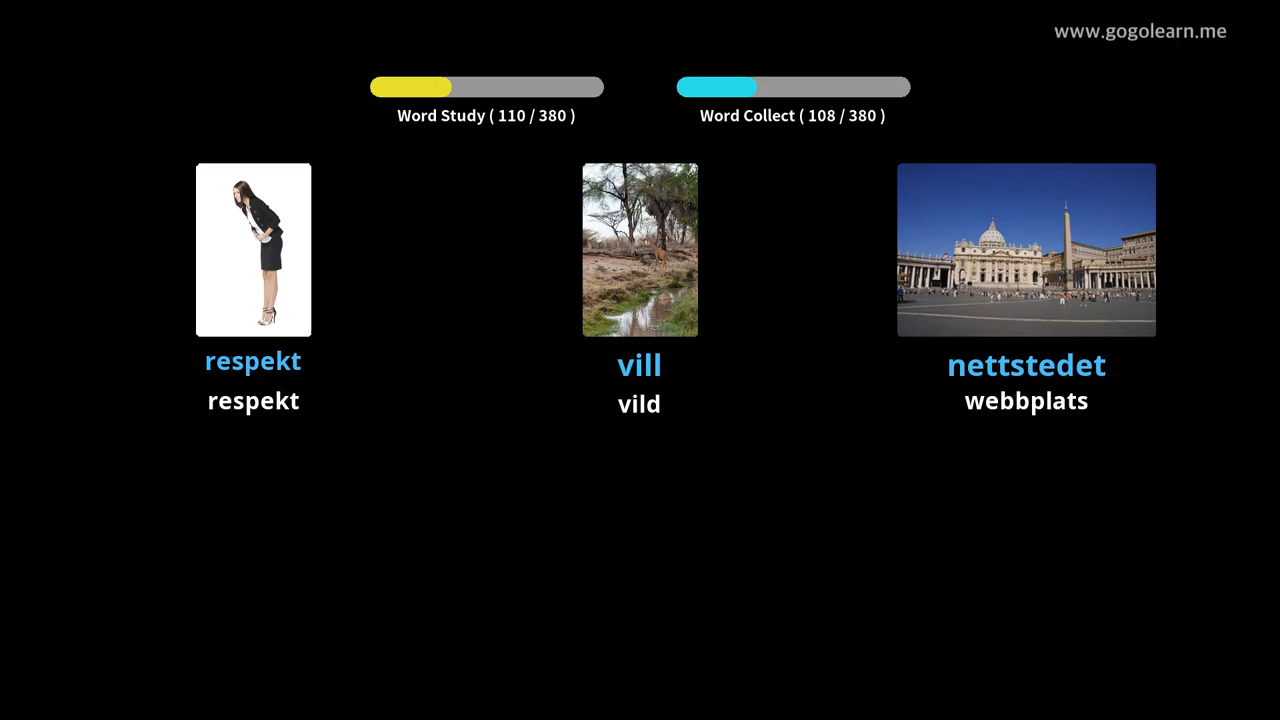 www.gogolearn.me
Word Study ( 110 / 380 )
Word Collect ( 108 / 380 )
respekt
respekt
vill
vild
nettstedet
webbplats